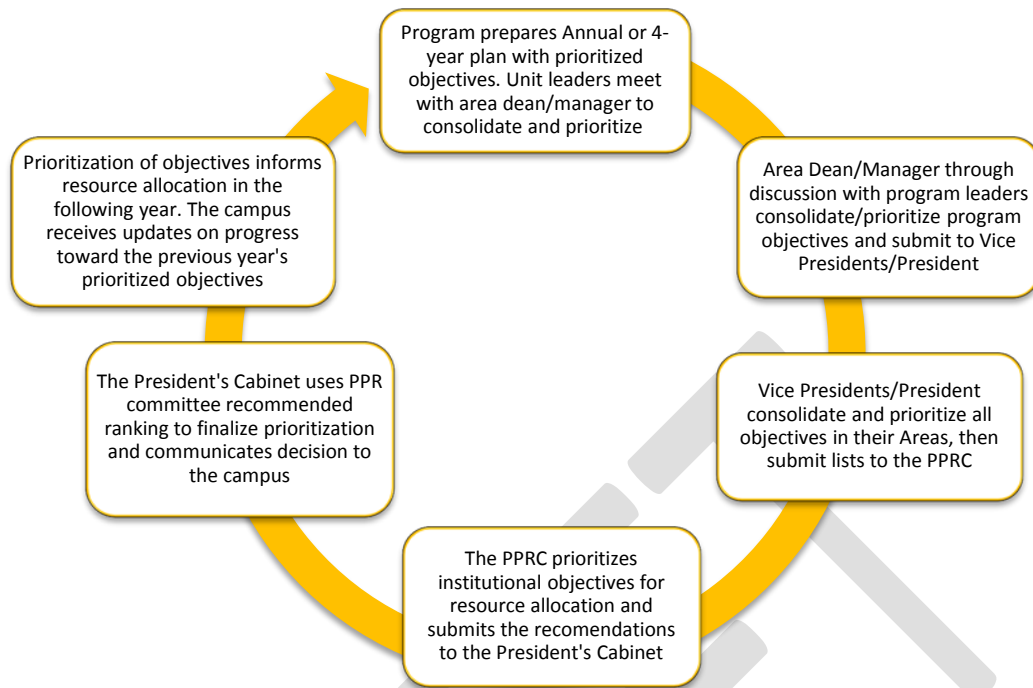 Program prepares Annual or 4-
year plan with prioritized
objectives. Unit leaders meet
with area dean/manager to
consolidate and prioritize
Area Dean/Manager through
discussion with program leaders
consolidate/prioritize program
objectives and submit to Vice
Presidents/President
Vice Presidents/President
consolidate and prioritize all
objectives in their Areas, then
submit lists to the PPRC
The PPRC prioritizes
institutional objectives for
resource allocation and
submits the recomendations
to the President's Cabinet
The President's Cabinet uses PPR
committee recommended
ranking to finalize prioritization
and communicates decision to
the campus
Prioritization of objectives informs
resource allocation in the
following year. The campus
receives updates on progress
toward the previous year's
prioritized objectives